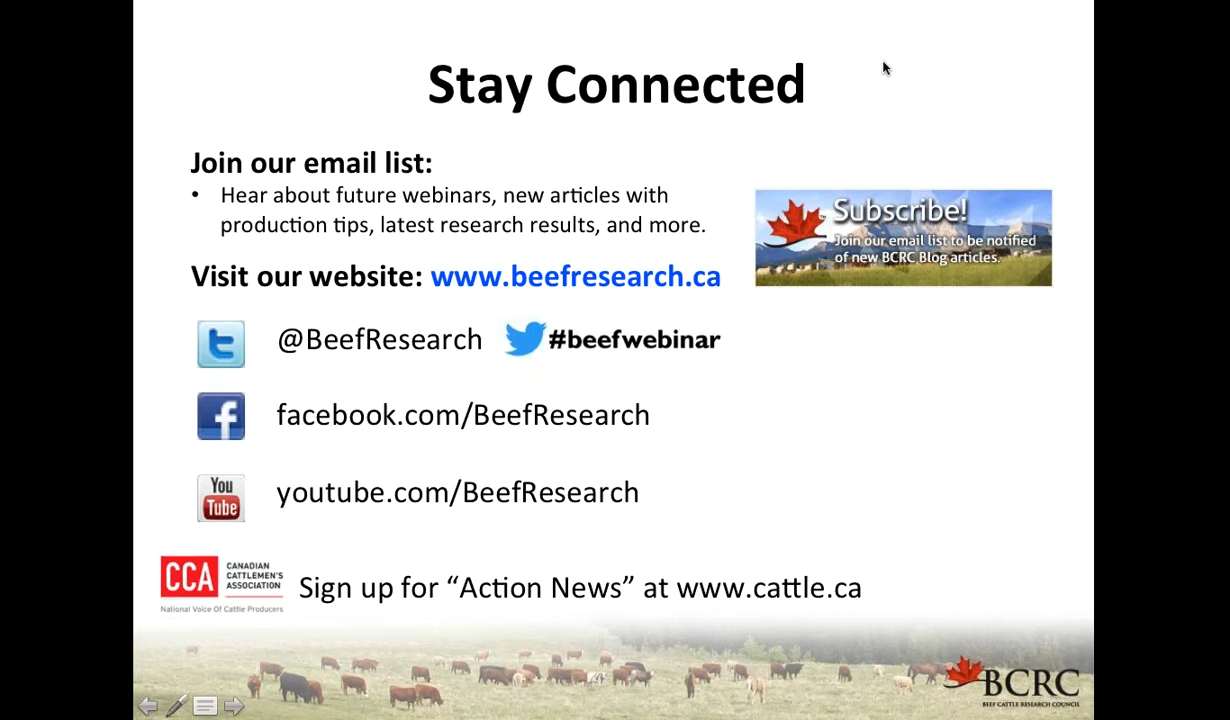 Stay Connected
Join our email list:
• Hear about future webinars, new articles with
production tips, latest research results, and more.
Subscribe!
Join our email list to be notified
of new BCRC Blog articles.
Visit our website: www.beefresearch.ca
@BeefResearch #beefwebinar
facebook.com/BeefResearch
You
Tube
youtube.com/BeefResearch
CCA
CANADIAN
CATTLEMEN'S
ASSOCIATION
National Voice Of Cattle Producers
Sign up for “Action News” at www.cattle.ca
BCRC
BEEF CATTLE RESEARCH COUNCIL